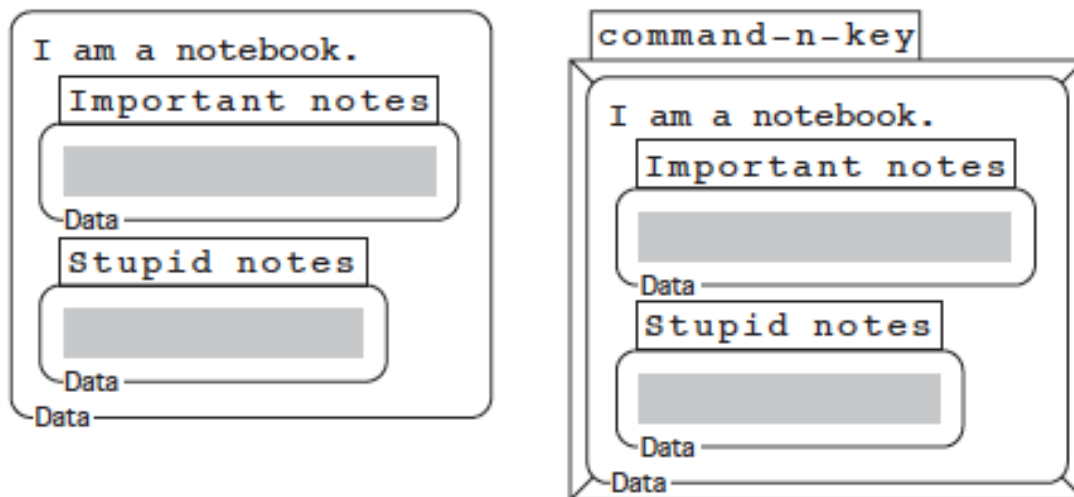 I am a notebook.
Important notes
Data
Stupid notes
Data
Data
command-n-key
I am a notebook.
Important notes
Data
Stupid notes
Data
Data